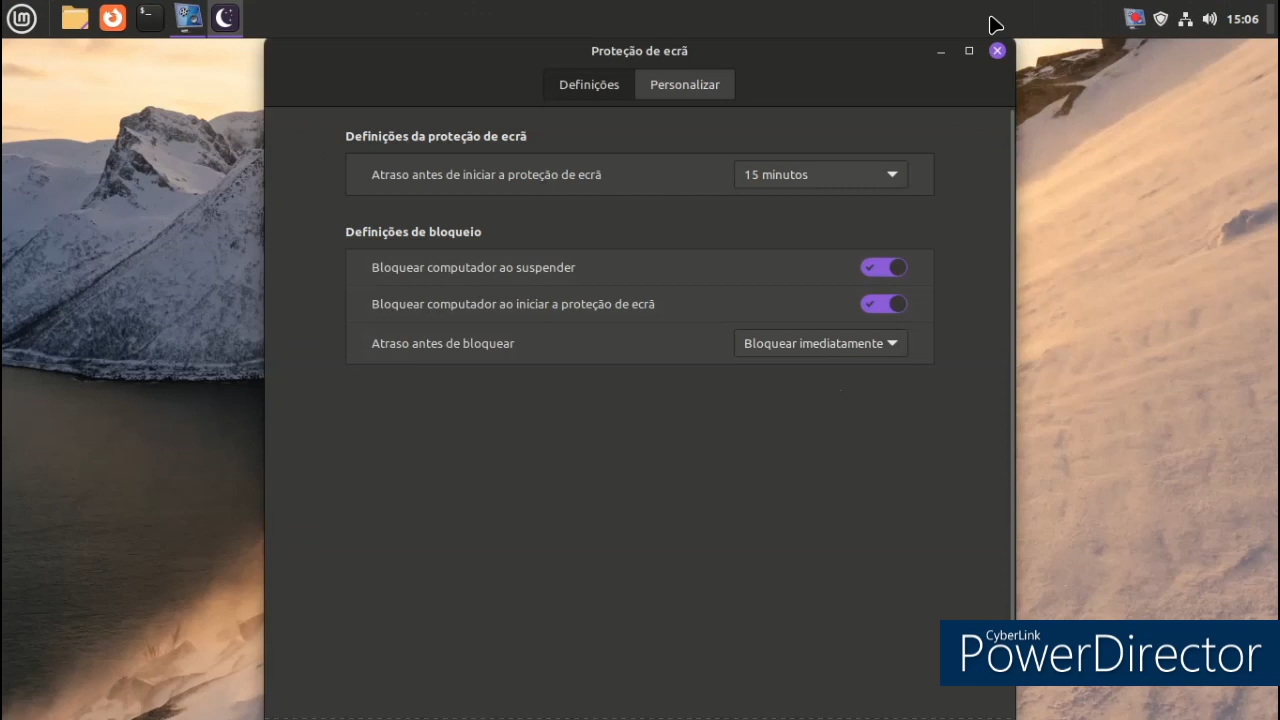 15:06
Proteção de ecrã
Definições Personalizar
Definições da proteção de ecrã
Atraso antes de iniciar a proteção de ecrã 15 minutos
Definições de bloqueio
Bloquear computador ao suspender
Bloquear computador ao iniciar a proteção de ecrã
Atraso antes de bloquear Bloquear imediatamente
CyberLink
PowerDirector